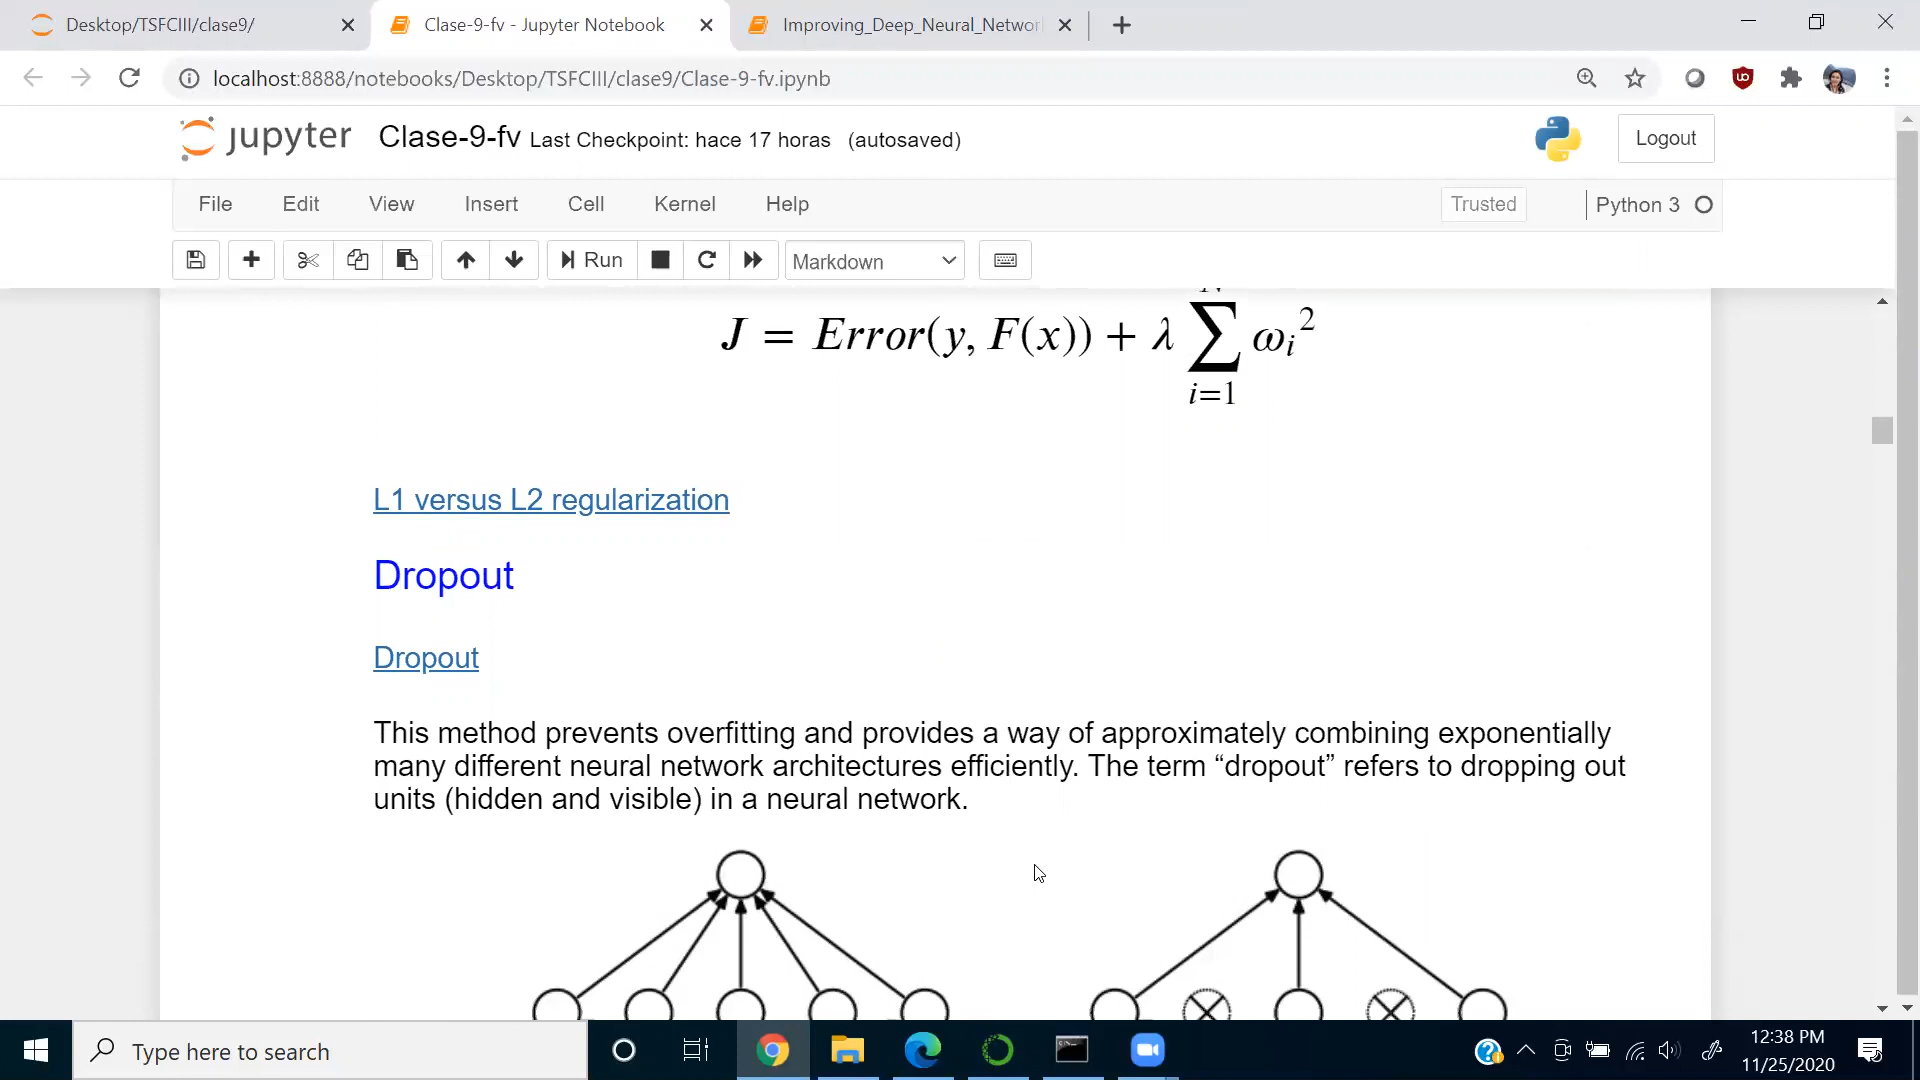 Desktop/TSFCIII/clase9/
Clase-9-fv - Jupyter Notebook
Improving_Deep_Neural_Networ
localhost:8888/notebooks/Desktop/TSFCIII/clase9/Clase-9-fv.ipynb
jupyter Clase-9-fv Last Checkpoint: hace 17 horas (autosaved)
Logout
File Edit View Insert Cell Kernel Help
Trusted
Python 3
Run
Markdown
J = Error(y, F(x)) + λ ∑ ωᵢ²
i=1
L1 versus L2 regularization
Dropout
Dropout
This method prevents overfitting and provides a way of approximately combining exponentially
many different neural network architectures efficiently. The term “dropout” refers to dropping out
units (hidden and visible) in a neural network.
Type here to search
12:38 PM
11/25/2020